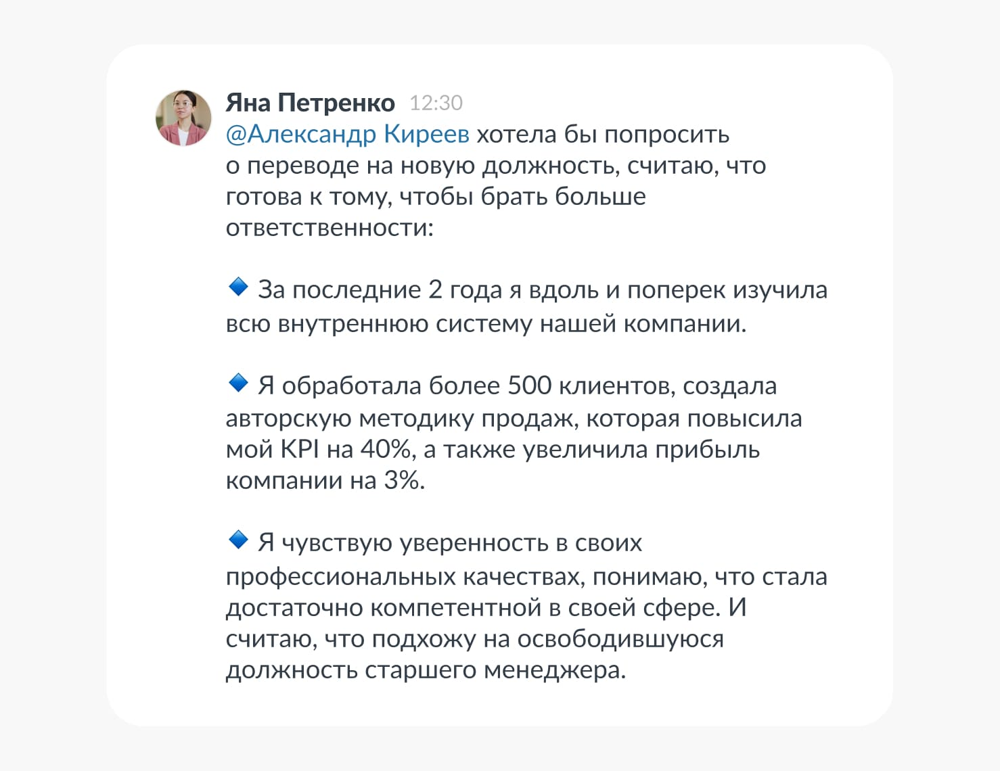 Яна Петренко 12:30
@Александр Киреев хотела бы попросить
о переводе на новую должность, считаю, что
готова к тому, чтобы брать больше
ответственности:
🔹 За последние 2 года я вдоль и поперек изучила
всю внутреннюю систему нашей компании.
🔹 Я обработала более 500 клиентов, создала
авторскую методику продаж, которая повысила
мой KPI на 40%, а также увеличила прибыль
компании на 3%.
🔹 Я чувствую уверенность в своих
профессиональных качествах, понимаю, что стала
достаточно компетентной в своей сфере. И
считаю, что подхожу на освободившуюся
должность старшего менеджера.